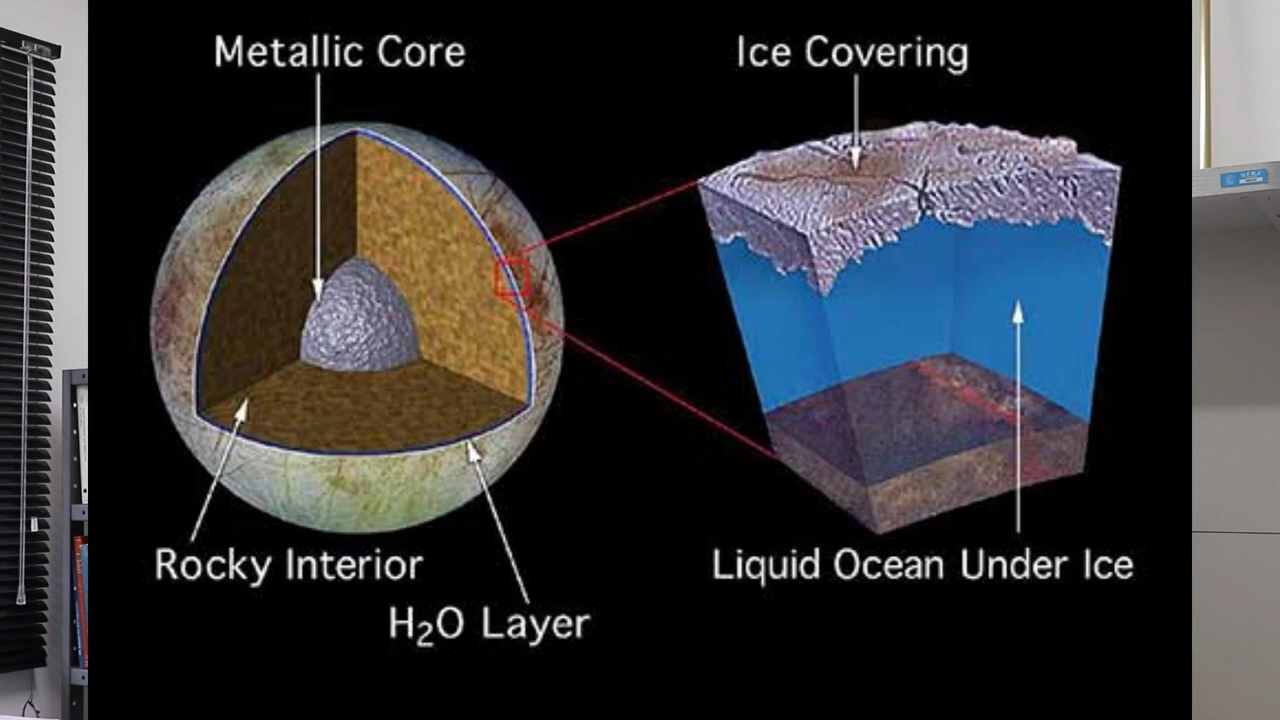 Metallic Core
Ice Covering
Rocky Interior
H₂O Layer
Liquid Ocean Under Ice